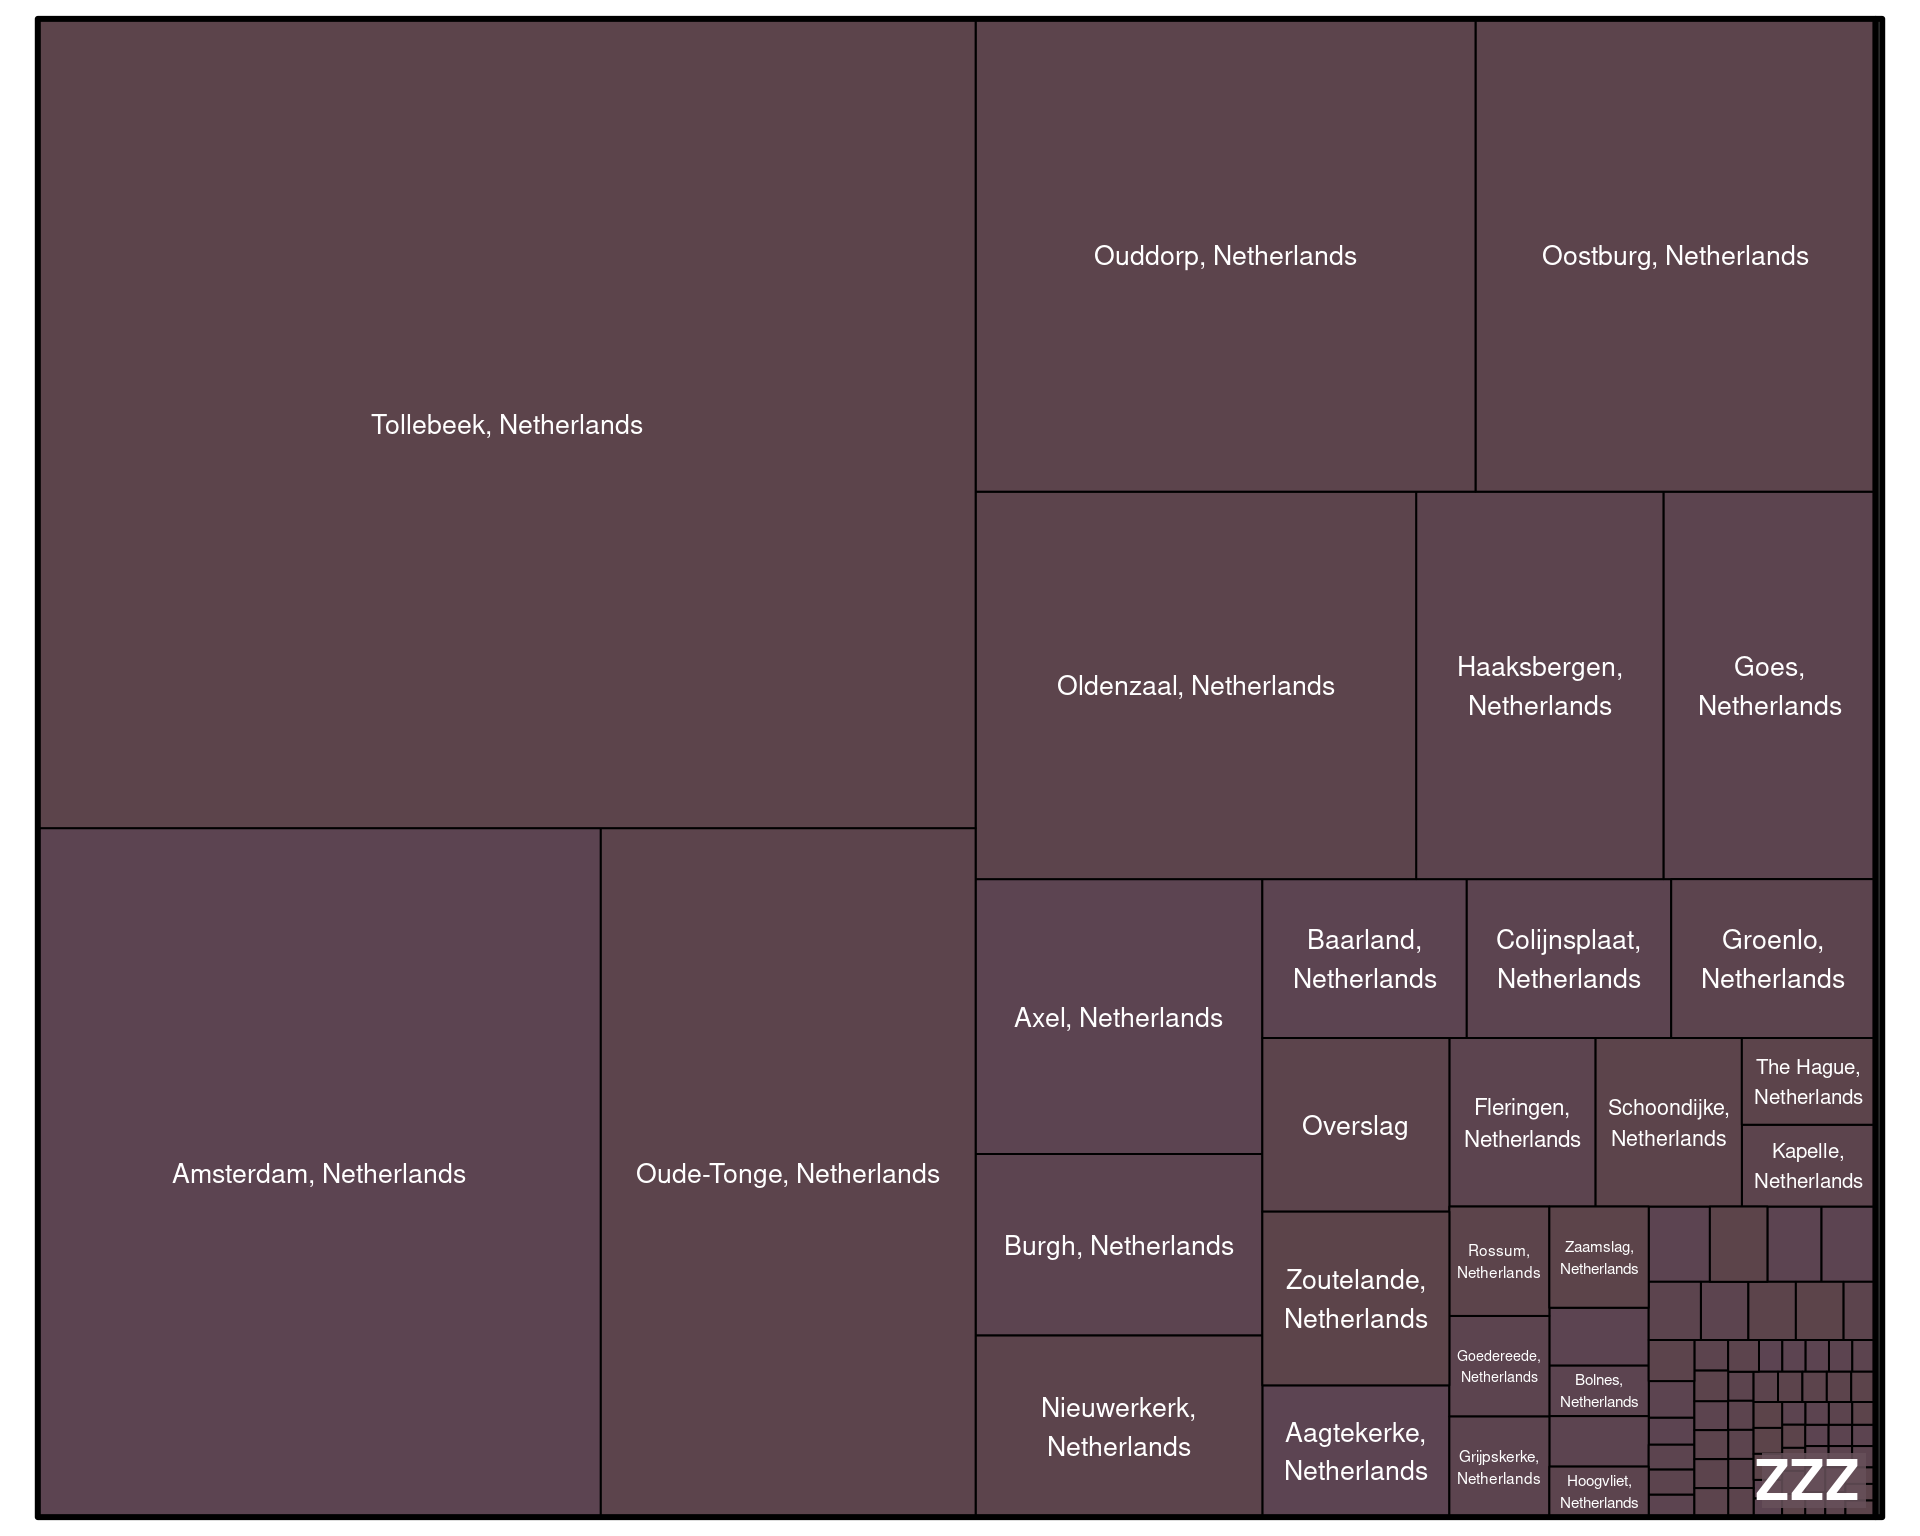 Tollebeek, Netherlands
Ouddorp, Netherlands
Oostburg, Netherlands
Oldenzaal, Netherlands
Haaksbergen,
Netherlands
Goes,
Netherlands
Amsterdam, Netherlands
Oude-Tonge, Netherlands
Axel, Netherlands
Burgh, Netherlands
Nieuwerkerk,
Netherlands
Baarland,
Netherlands
Colijnsplaat,
Netherlands
Groenlo,
Netherlands
Overslag
Zoutelande,
Netherlands
Aagtekerke,
Netherlands
Fleringen,
Netherlands
Schoondijke,
Netherlands
The Hague,
Netherlands
Kapelle,
Netherlands
Rossum,
Netherlands
Goedereede,
Netherlands
Grijpskerke,
Netherlands
Zaamslag,
Netherlands
Bolnes,
Netherlands
Hoogvliet,
Netherlands
ZZZ